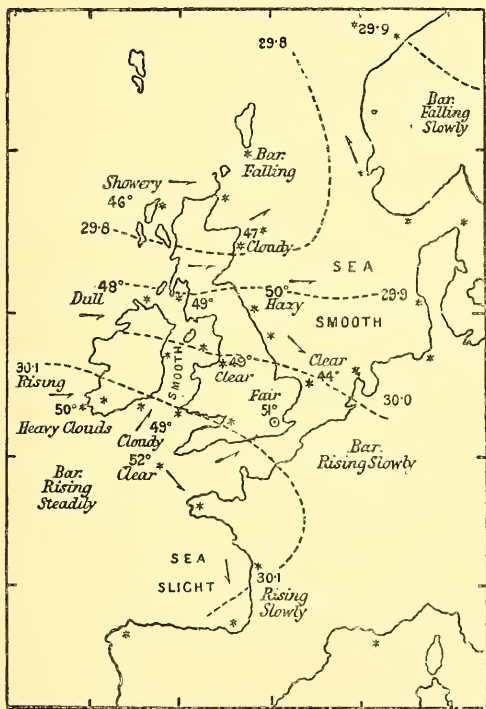 29.9
29.8
Bar.
Falling
Slowly
Bar.
Falling
Showery
46°
29.8
47°
Cloudy
SEA
48°
50°
29.9
Dull
49°
Hazy
SMOOTH
SMOOTH
49°
Clear
Clear
44°
30.1
Rising
Fair
51°
30.0
50°
Heavy Clouds
Cloudy
49°
52°
Clear
Bar.
Rising Slowly
Bar.
Rising
Steadily
SEA
SLIGHT
30.1
Rising
Slowly